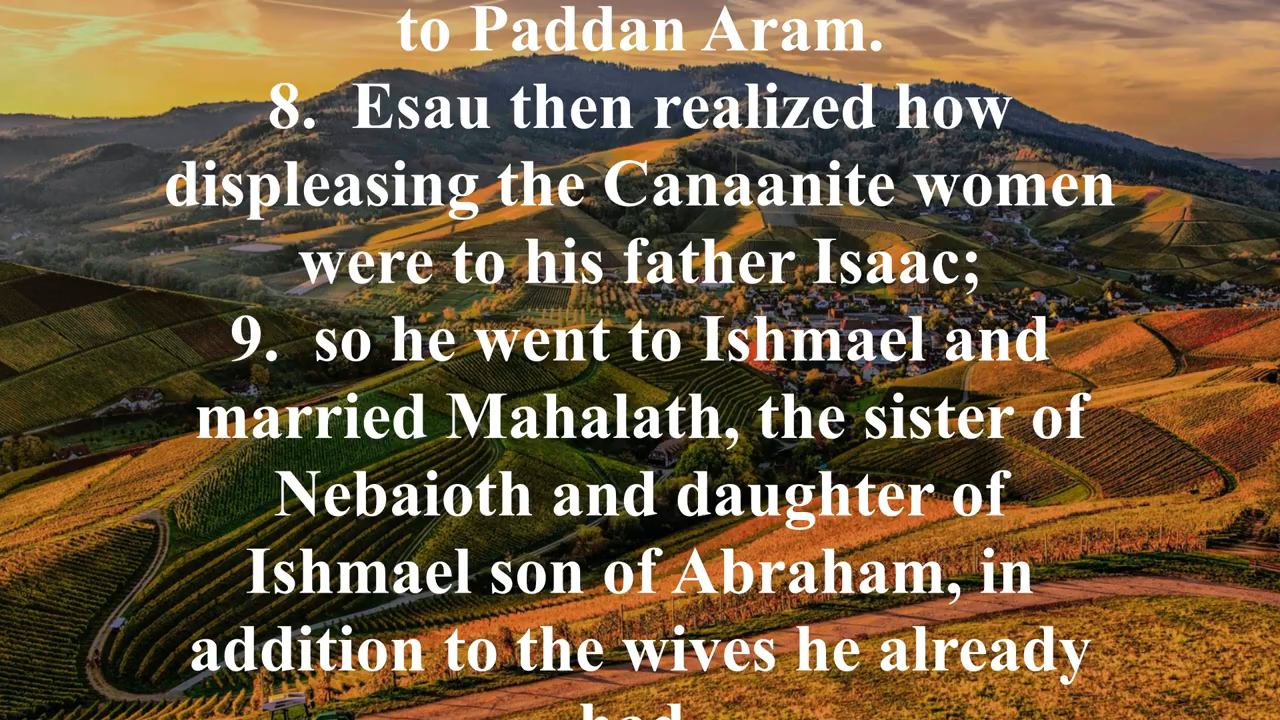 to Paddan Aram.
8.  Esau then realized how
displeasing the Canaanite women
were to his father Isaac;
9.  so he went to Ishmael and
married Mahalath, the sister of
Nebaioth and daughter of
Ishmael son of Abraham, in
addition to the wives he already
had